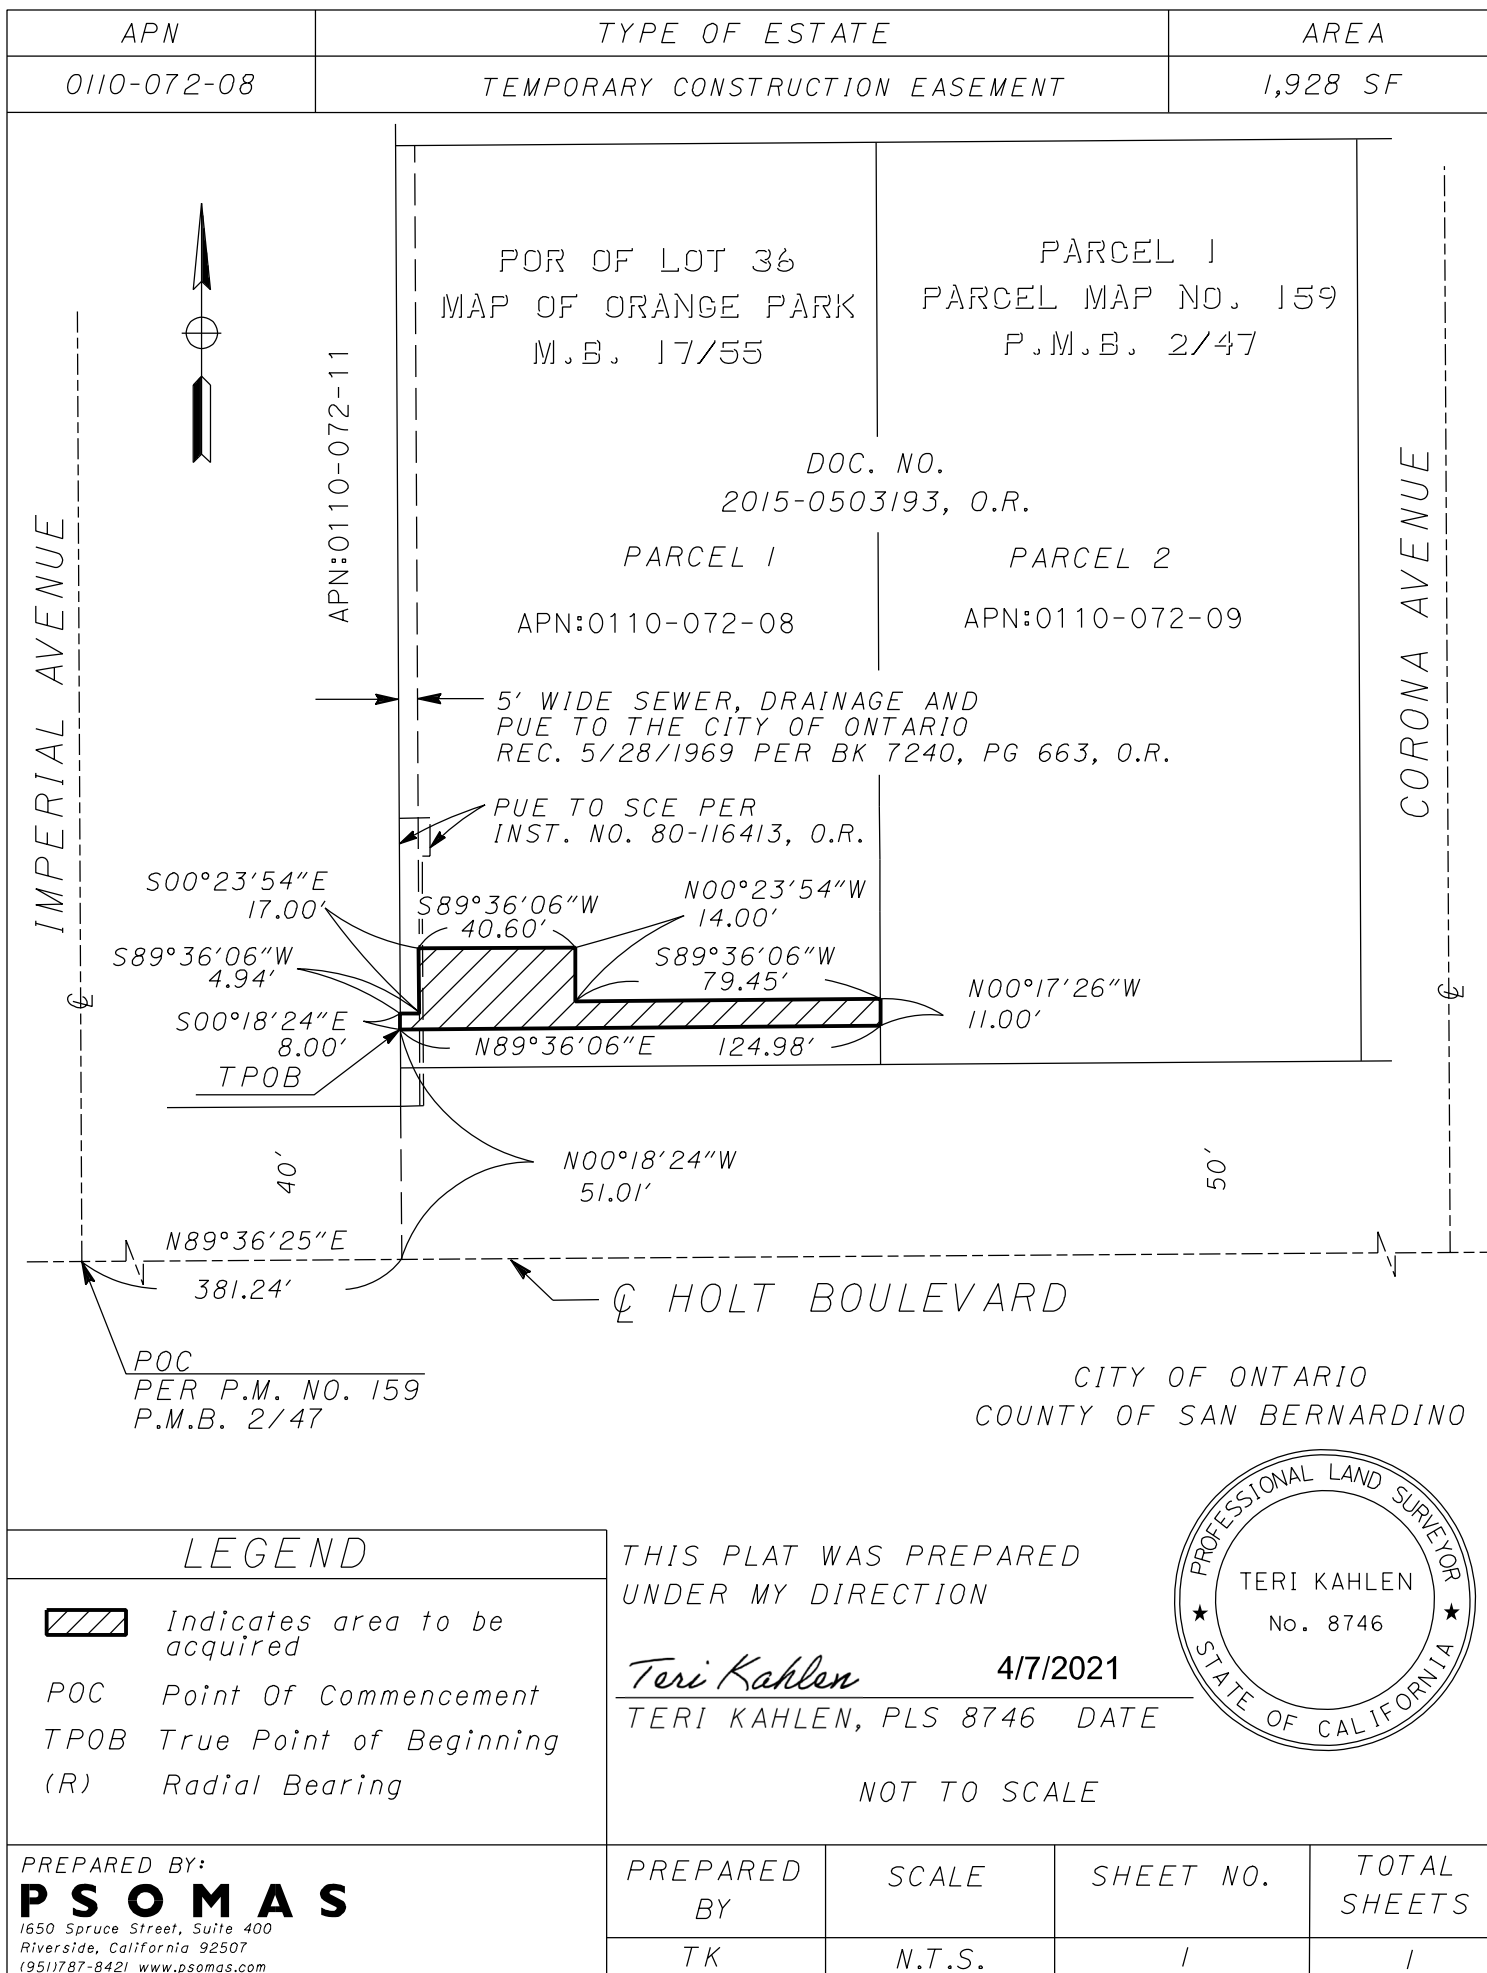 APN TYPE OF ESTATE AREA
0110-072-08 TEMPORARY CONSTRUCTION EASEMENT 1,928 SF
POR OF LOT 36
MAP OF ORANGE PARK
M.B. 17/55
PARCEL 1
PARCEL MAP NO. 159
P.M.B. 2/47
APN:0110-072-11
IMPERIAL AVENUE
CORONA AVENUE
DOC. NO.
2015-0503193, O.R.
PARCEL 1
APN:0110-072-08
PARCEL 2
APN:0110-072-09
5' WIDE SEWER, DRAINAGE AND
PUE TO THE CITY OF ONTARIO
REC. 5/28/1969 PER BK 7240, PG 663, O.R.
PUE TO SCE PER
INST. NO. 80-116413, O.R.
S00°23'54"E
17.00'
S89°36'06"W
40.60'
N00°23'54"W
14.00'
S89°36'06"W
4.94'
S89°36'06"W
79.45'
N00°17'26"W
11.00'
S00°18'24"E
8.00'
N89°36'06"E 124.98'
TPOB
℄
℄
40'
N00°18'24"W
51.01'
50'
N89°36'25"E
381.24'
℄ HOLT BOULEVARD
POC
PER P.M. NO. 159
P.M.B. 2/47
CITY OF ONTARIO
COUNTY OF SAN BERNARDINO
LEGEND
Indicates area to be
acquired
POC Point Of Commencement
TPOB True Point of Beginning
(R) Radial Bearing
THIS PLAT WAS PREPARED
UNDER MY DIRECTION
Teri Kahlen 4/7/2021
TERI KAHLEN, PLS 8746 DATE
PROFESSIONAL LAND SURVEYOR
TERI KAHLEN
No. 8746
★ STATE OF CALIFORNIA ★
NOT TO SCALE
PREPARED BY:
PSOMAS
1650 Spruce Street, Suite 400
Riverside, California 92507
(951)787-8421 www.psomas.com
PREPARED
BY
SCALE
SHEET NO.
TOTAL
SHEETS
TK N.T.S. 1 1